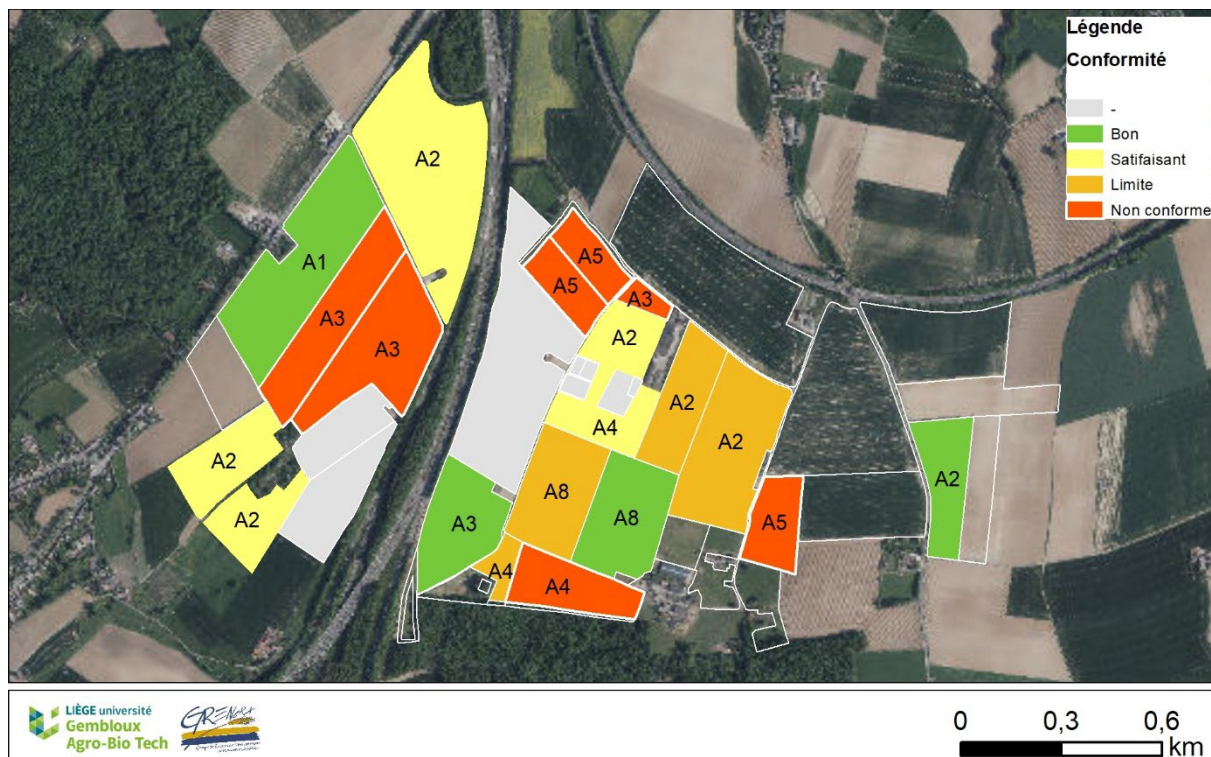 Légende
Conformité
-
Bon
Satifaisant
Limite
Non conforme
A2
A1
A5
A5
A3
A3
A2
A3
A2
A2
A4
A2
A2
A8
A2
A3
A8
A5
A4
A4
LIÈGE université
Gembloux
Agro-Bio Tech
GRENeRA
0 0,3 0,6
km